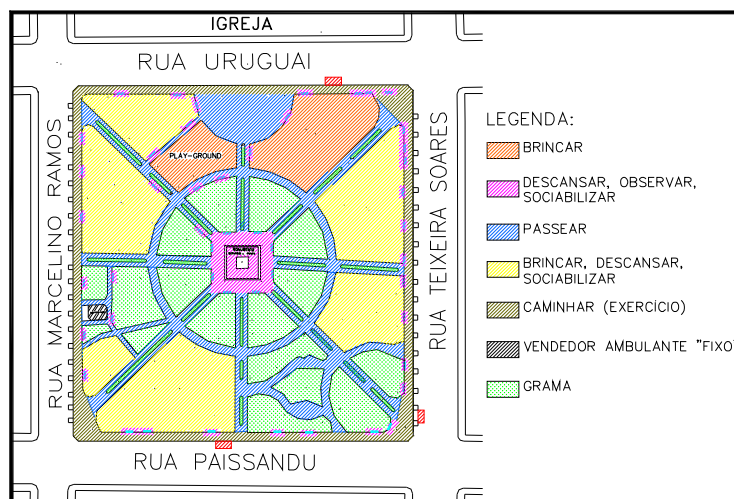 IGREJA
RUA URUGUAI
RUA MARCELINO RAMOS
PLAY-GROUND
RUA TEIXEIRA SOARES
RUA PAISSANDU
LEGENDA:
BRINCAR
DESCANSAR, OBSERVAR,
SOCIABILIZAR
PASSEAR
BRINCAR, DESCANSAR,
SOCIABILIZAR
CAMINHAR (EXERCÍCIO)
VENDEDOR AMBULANTE "FIXO"
GRAMA